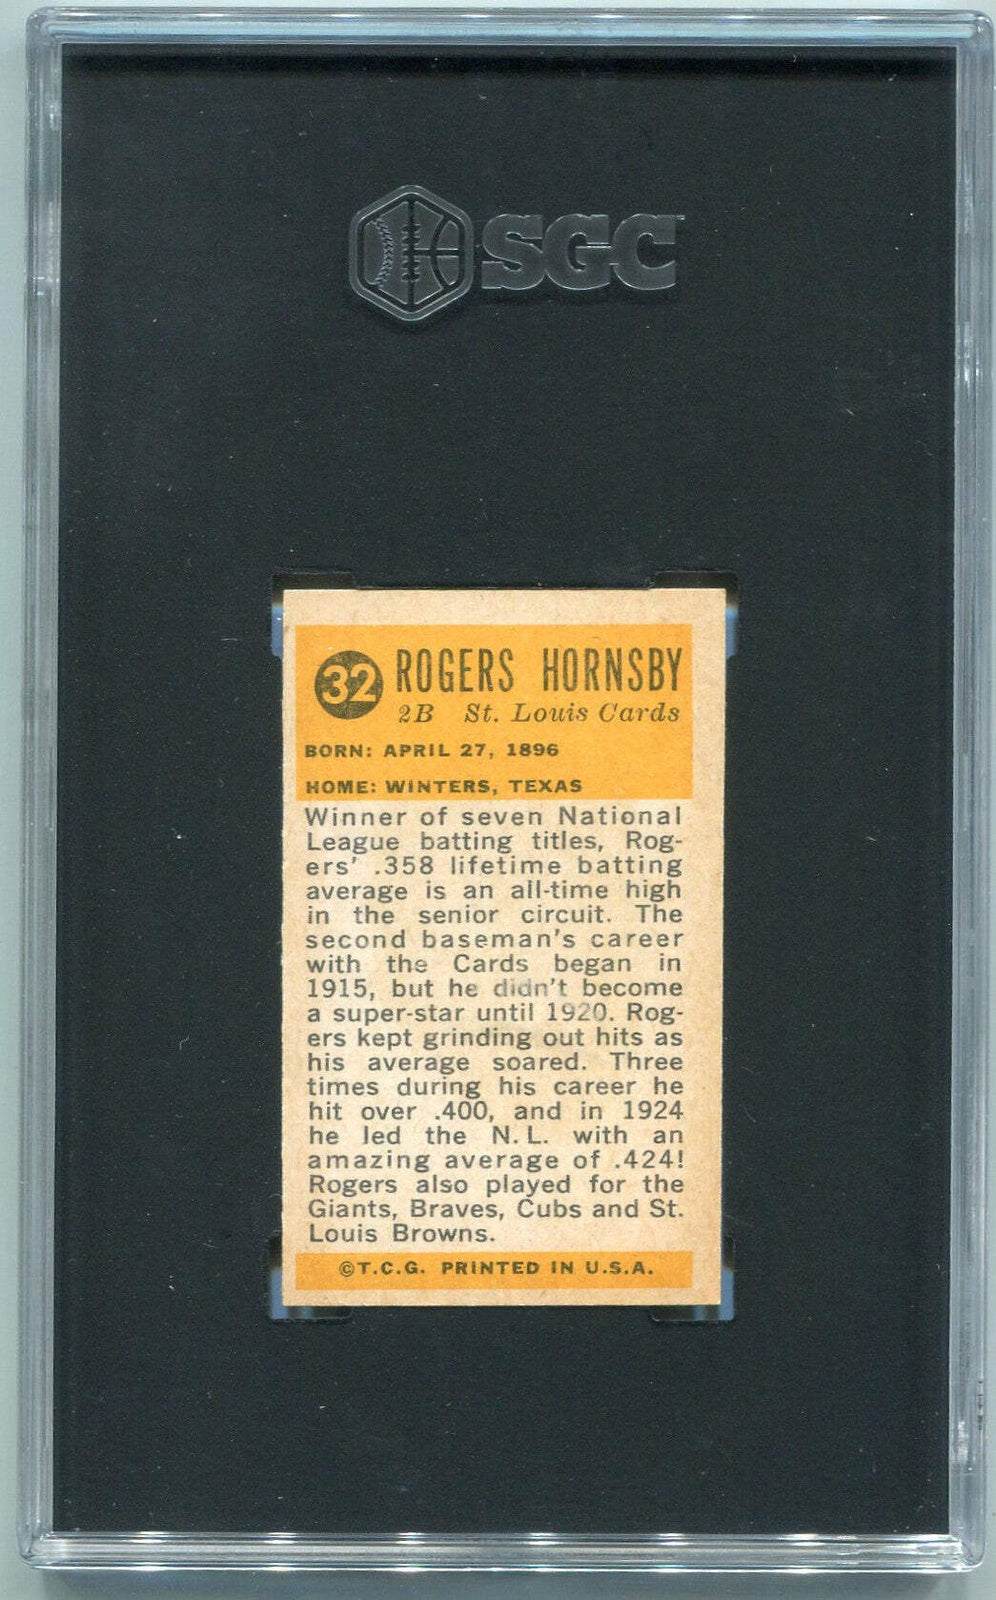 SGC
32 ROGERS HORNSBY
2B St. Louis Cards
BORN: APRIL 27, 1896
HOME: WINTERS, TEXAS
Winner of seven National
League batting titles, Rog-
ers' .358 lifetime batting
average is an all-time high
in the senior circuit. The
second baseman's career
with the Cards began in
1915, but he didn't become
a super-star until 1920. Rog-
ers kept grinding out hits as
his average soared. Three
times during his career he
hit over .400, and in 1924
he led the N.L. with an
amazing average of .424!
Rogers also played for the
Giants, Braves, Cubs and St.
Louis Browns.
©T.C.G. PRINTED IN U.S.A.